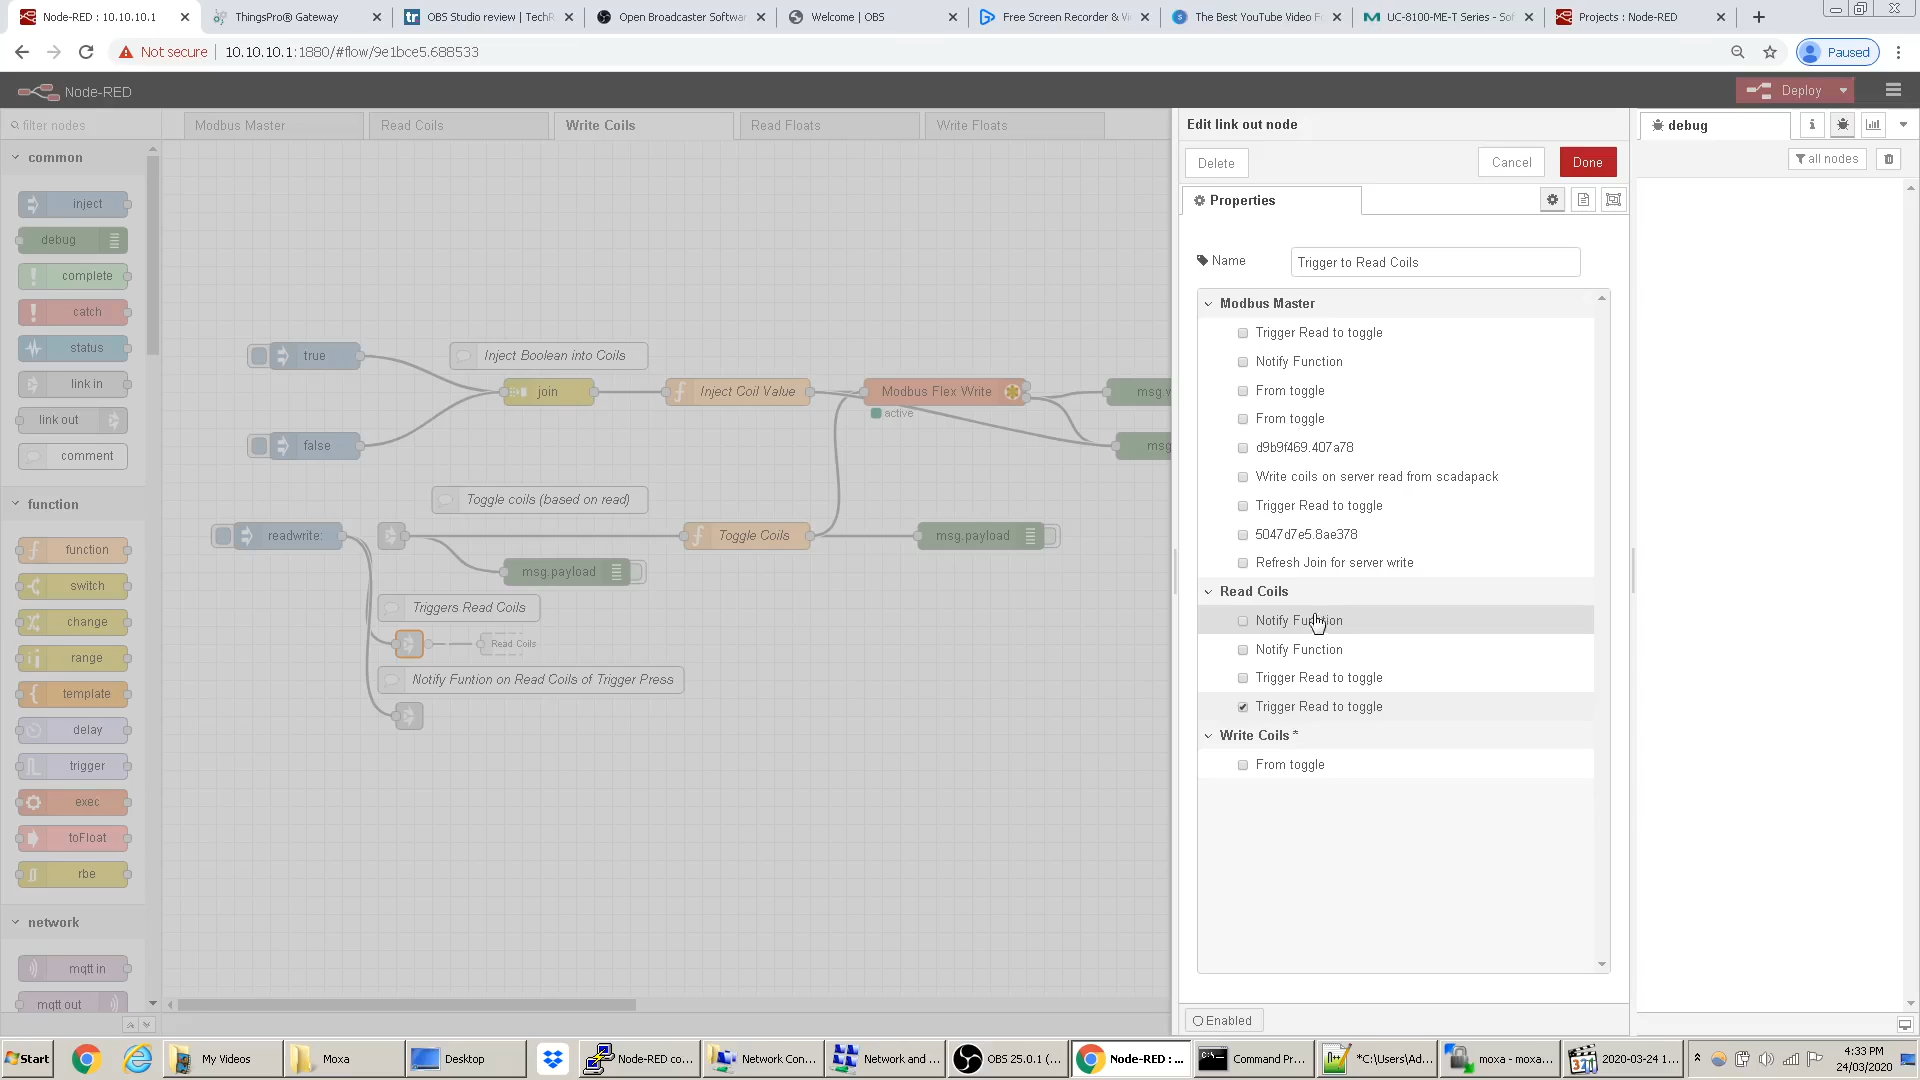 Node-RED : 10.10.10.1
ThingsPro® Gateway
OBS Studio review | TechR
Open Broadcaster Softwa
Welcome | OBS
Free Screen Recorder & Vi
The Best YouTube Video F
UC-8100-ME-T Series - Sof
Projects : Node-RED
Not secure
10.10.10.1:1880/#flow/9e1bce5.688533
Paused
Node-RED
Deploy
filter nodes
Modbus Master
Read Coils
Write Coils
Read Floats
Write Floats
Edit link out node
debug
Delete
Cancel
Done
all nodes
Properties
Name
Trigger to Read Coils
common
inject
debug
complete
catch
status
link in
link out
comment
function
function
switch
change
range
template
delay
trigger
exec
toFloat
rbe
network
mqtt in
mqtt out
true
Inject Boolean into Coils
join
Inject Coil Value
Modbus Flex Write
active
msg.v
false
msg
Toggle coils (based on read)
readwrite:
Toggle Coils
msg.payload
msg.payload
Triggers Read Coils
Read Coils
Notify Funtion on Read Coils of Trigger Press
Modbus Master
Trigger Read to toggle
Notify Function
From toggle
From toggle
d9b9f469.407a78
Write coils on server read from scadapack
Trigger Read to toggle
5047d7e5.8ae378
Refresh Join for server write
Read Coils
Notify Function
Notify Function
Trigger Read to toggle
Trigger Read to toggle
Write Coils *
From toggle
Enabled
Start
My Videos
Moxa
Desktop
Node-RED co...
Network Con...
Network and ...
OBS 25.0.1 (...
Node-RED : ...
Command Pr...
*C:\Users\Ad...
moxa - moxa...
2020-03-24 1...
4:33 PM
24/03/2020